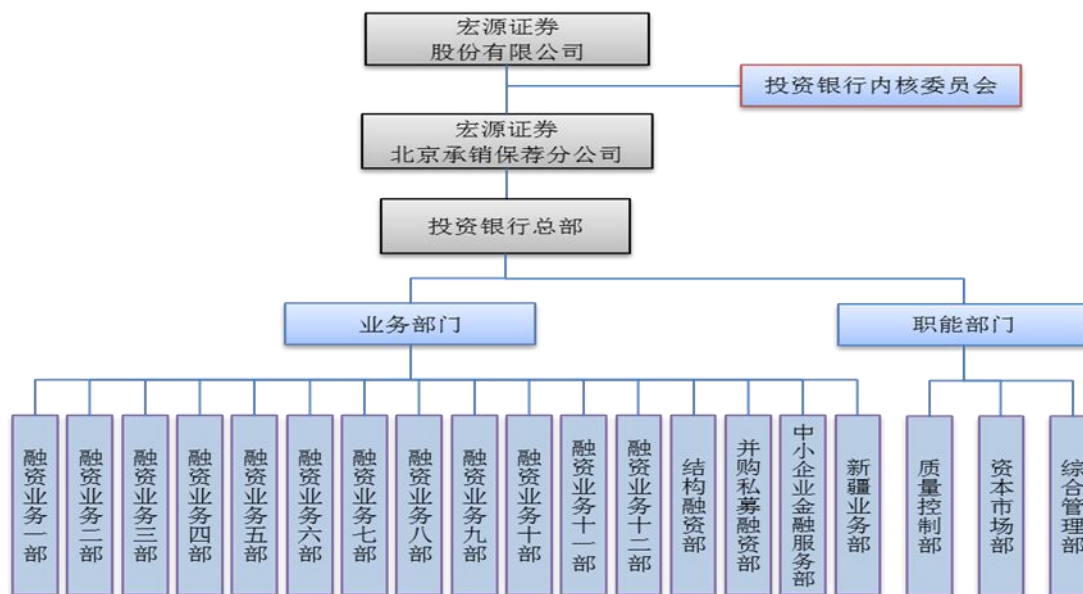 宏源证券
股份有限公司
投资银行内核委员会
宏源证券
北京承销保荐分公司
投资银行总部
业务部门
职能部门
融资业务一部
融资业务二部
融资业务三部
融资业务四部
融资业务五部
融资业务六部
融资业务七部
融资业务八部
融资业务九部
融资业务十部
融资业务十一部
融资业务十二部
结构融资部
并购私募融资部
中小企业金融服务部
新疆业务部
质量控制部
资本市场部
综合管理部